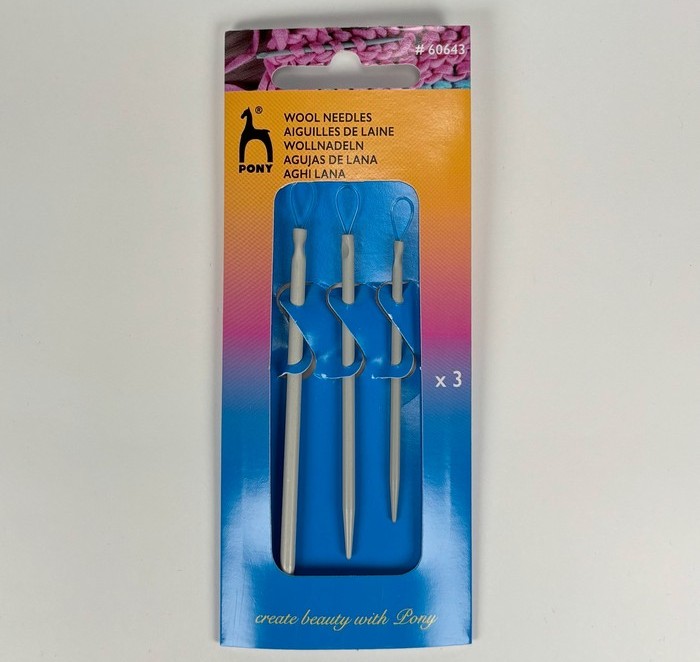 # 60643
®
PONY
WOOL NEEDLES
AIGUILLES DE LAINE
WOLLNADELN
AGUJAS DE LANA
AGHI LANA
x 3
create beauty with Pony